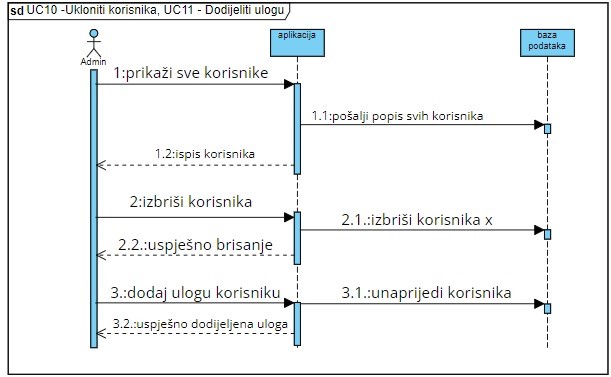 sd UC10 -Ukloniti korisnika, UC11 - Dodijeliti ulogu
aplikacija
baza
podataka
Admin
1:prikaži sve korisnike
1.1:pošalji popis svih korisnika
1.2:ispis korisnika
2:izbriši korisnika
2.1.:izbriši korisnika x
2.2.:uspješno brisanje
3.:dodaj ulogu korisniku
3.1.:unaprijedi korisnika
3.2.:uspješno dodijeljena uloga